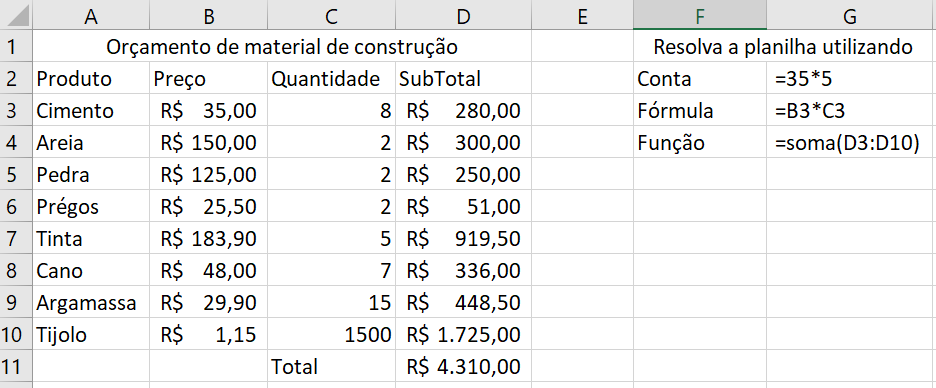 A B C D E F G
1 Orçamento de material de construção Resolva a planilha utilizando
2 Produto Preço Quantidade SubTotal Conta =35*5
3 Cimento R$ 35,00 8 R$ 280,00 Fórmula =B3*C3
4 Areia R$ 150,00 2 R$ 300,00 Função =soma(D3:D10)
5 Pedra R$ 125,00 2 R$ 250,00
6 Prégos R$ 25,50 2 R$ 51,00
7 Tinta R$ 183,90 5 R$ 919,50
8 Cano R$ 48,00 7 R$ 336,00
9 Argamassa R$ 29,90 15 R$ 448,50
10 Tijolo R$ 1,15 1500 R$ 1.725,00
11 Total R$ 4.310,00